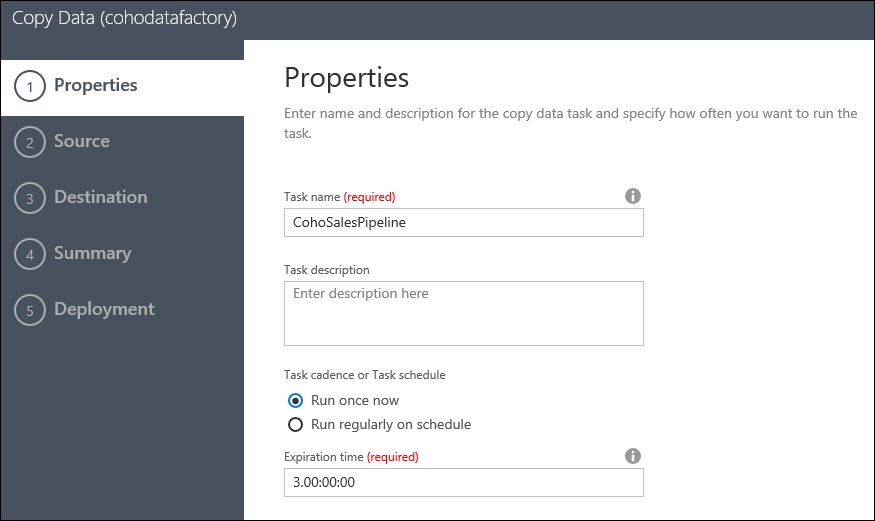 Copy Data (cohodatafactory)
1 Properties
2 Source
3 Destination
4 Summary
5 Deployment
Properties
Enter name and description for the copy data task and specify how often you want to run the
task.
Task name (required)
CohoSalesPipeline
Task description
Enter description here
Task cadence or Task schedule
Run once now
Run regularly on schedule
Expiration time (required)
3.00:00:00